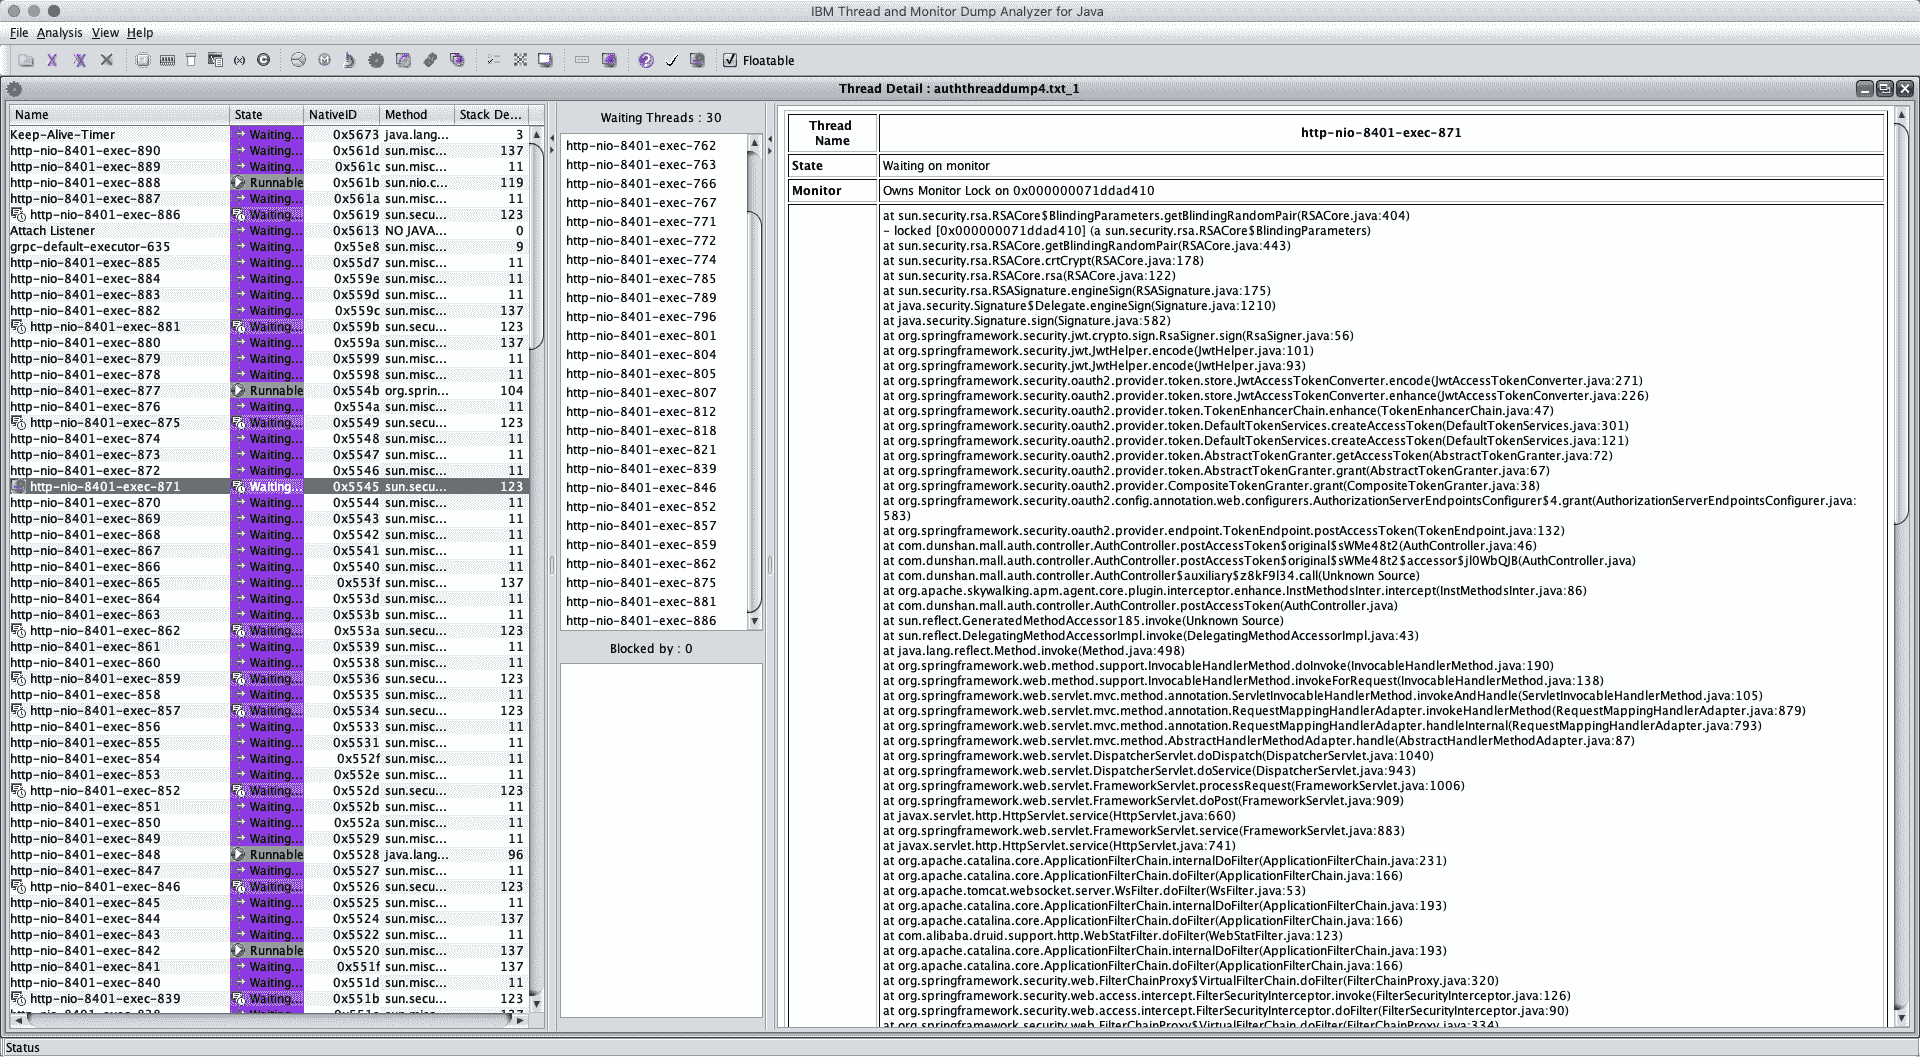 IBM Thread and Monitor Dump Analyzer for Java
File Analysis View Help
Floatable
Thread Detail : auththreaddump4.txt_1
Name State NativeID Method Stack De...
Keep-Alive-Timer Waiting... 0x5673 java.lang... 3
http-nio-8401-exec-890 Waiting... 0x561d sun.misc... 137
http-nio-8401-exec-889 Waiting... 0x561c sun.misc... 11
http-nio-8401-exec-888 Runnable 0x561b sun.nio.c... 119
http-nio-8401-exec-887 Waiting... 0x561a sun.misc... 11
http-nio-8401-exec-886 Waiting... 0x5619 sun.secu... 123
Attach Listener Waiting... 0x5613 NO JAVA... 0
grpc-default-executor-635 Waiting... 0x55e8 sun.misc... 9
http-nio-8401-exec-885 Waiting... 0x55d7 sun.misc... 11
http-nio-8401-exec-884 Waiting... 0x559e sun.misc... 11
http-nio-8401-exec-883 Waiting... 0x559d sun.misc... 11
http-nio-8401-exec-882 Waiting... 0x559c sun.misc... 137
http-nio-8401-exec-881 Waiting... 0x559b sun.secu... 123
http-nio-8401-exec-880 Waiting... 0x559a sun.misc... 137
http-nio-8401-exec-879 Waiting... 0x5599 sun.misc... 11
http-nio-8401-exec-878 Waiting... 0x5598 sun.misc... 11
http-nio-8401-exec-877 Runnable 0x554b org.sprin... 104
http-nio-8401-exec-876 Waiting... 0x554a sun.misc... 11
http-nio-8401-exec-875 Waiting... 0x5549 sun.secu... 123
http-nio-8401-exec-874 Waiting... 0x5548 sun.misc... 11
http-nio-8401-exec-873 Waiting... 0x5547 sun.misc... 11
http-nio-8401-exec-872 Waiting... 0x5546 sun.misc... 11
http-nio-8401-exec-871 Waiting... 0x5545 sun.secu... 123
http-nio-8401-exec-870 Waiting... 0x5544 sun.misc... 11
http-nio-8401-exec-869 Waiting... 0x5543 sun.misc... 11
http-nio-8401-exec-868 Waiting... 0x5542 sun.misc... 11
http-nio-8401-exec-867 Waiting... 0x5541 sun.misc... 11
http-nio-8401-exec-866 Waiting... 0x5540 sun.misc... 11
http-nio-8401-exec-865 Waiting... 0x553f sun.misc... 137
http-nio-8401-exec-864 Waiting... 0x553d sun.misc... 11
http-nio-8401-exec-863 Waiting... 0x553b sun.misc... 11
http-nio-8401-exec-862 Waiting... 0x553a sun.secu... 123
http-nio-8401-exec-861 Waiting... 0x5539 sun.misc... 11
http-nio-8401-exec-860 Waiting... 0x5538 sun.misc... 11
http-nio-8401-exec-859 Waiting... 0x5536 sun.secu... 123
http-nio-8401-exec-858 Waiting... 0x5535 sun.misc... 11
http-nio-8401-exec-857 Waiting... 0x5534 sun.secu... 123
http-nio-8401-exec-856 Waiting... 0x5533 sun.misc... 11
http-nio-8401-exec-855 Waiting... 0x5531 sun.misc... 11
http-nio-8401-exec-854 Waiting... 0x552f sun.misc... 11
http-nio-8401-exec-853 Waiting... 0x552e sun.misc... 11
http-nio-8401-exec-852 Waiting... 0x552d sun.secu... 123
http-nio-8401-exec-851 Waiting... 0x552b sun.misc... 11
http-nio-8401-exec-850 Waiting... 0x552a sun.misc... 11
http-nio-8401-exec-849 Waiting... 0x5529 sun.misc... 11
http-nio-8401-exec-848 Runnable 0x5528 java.lang... 96
http-nio-8401-exec-847 Waiting... 0x5527 sun.misc... 11
http-nio-8401-exec-846 Waiting... 0x5526 sun.secu... 123
http-nio-8401-exec-845 Waiting... 0x5525 sun.misc... 11
http-nio-8401-exec-844 Waiting... 0x5524 sun.misc... 137
http-nio-8401-exec-843 Waiting... 0x5522 sun.misc... 11
http-nio-8401-exec-842 Runnable 0x5520 sun.misc... 137
http-nio-8401-exec-841 Waiting... 0x551f sun.misc... 137
http-nio-8401-exec-840 Waiting... 0x551d sun.misc... 11
http-nio-8401-exec-839 Waiting... 0x551b sun.secu... 123
Waiting Threads : 30
http-nio-8401-exec-762
http-nio-8401-exec-763
http-nio-8401-exec-766
http-nio-8401-exec-767
http-nio-8401-exec-771
http-nio-8401-exec-772
http-nio-8401-exec-774
http-nio-8401-exec-785
http-nio-8401-exec-789
http-nio-8401-exec-796
http-nio-8401-exec-801
http-nio-8401-exec-804
http-nio-8401-exec-805
http-nio-8401-exec-807
http-nio-8401-exec-812
http-nio-8401-exec-818
http-nio-8401-exec-821
http-nio-8401-exec-839
http-nio-8401-exec-846
http-nio-8401-exec-852
http-nio-8401-exec-857
http-nio-8401-exec-859
http-nio-8401-exec-862
http-nio-8401-exec-875
http-nio-8401-exec-881
http-nio-8401-exec-886
Blocked by : 0
Thread Name http-nio-8401-exec-871
State Waiting on monitor
Monitor Owns Monitor Lock on 0x000000071ddad410
at sun.security.rsa.RSACore$BlindingParameters.getBlindingRandomPair(RSACore.java:404)
- locked [0x000000071ddad410] (a sun.security.rsa.RSACore$BlindingParameters)
at sun.security.rsa.RSACore.getBlindingRandomPair(RSACore.java:443)
at sun.security.rsa.RSACore.crtCrypt(RSACore.java:178)
at sun.security.rsa.RSACore.rsa(RSACore.java:122)
at sun.security.rsa.RSASignature.engineSign(RSASignature.java:175)
at java.security.Signature$Delegate.engineSign(Signature.java:1210)
at java.security.Signature.sign(Signature.java:582)
at org.springframework.security.jwt.crypto.sign.RsaSigner.sign(RsaSigner.java:56)
at org.springframework.security.jwt.JwtHelper.encode(JwtHelper.java:101)
at org.springframework.security.jwt.JwtHelper.encode(JwtHelper.java:93)
at org.springframework.security.oauth2.provider.token.store.JwtAccessTokenConverter.encode(JwtAccessTokenConverter.java:271)
at org.springframework.security.oauth2.provider.token.store.JwtAccessTokenConverter.enhance(JwtAccessTokenConverter.java:226)
at org.springframework.security.oauth2.provider.token.TokenEnhancerChain.enhance(TokenEnhancerChain.java:47)
at org.springframework.security.oauth2.provider.token.DefaultTokenServices.createAccessToken(DefaultTokenServices.java:301)
at org.springframework.security.oauth2.provider.token.DefaultTokenServices.createAccessToken(DefaultTokenServices.java:121)
at org.springframework.security.oauth2.provider.token.AbstractTokenGranter.getAccessToken(AbstractTokenGranter.java:72)
at org.springframework.security.oauth2.provider.token.AbstractTokenGranter.grant(AbstractTokenGranter.java:67)
at org.springframework.security.oauth2.provider.CompositeTokenGranter.grant(CompositeTokenGranter.java:38)
at org.springframework.security.oauth2.config.annotation.web.configurers.AuthorizationServerEndpointsConfigurer$4.grant(AuthorizationServerEndpointsConfigurer.java:
583)
at org.springframework.security.oauth2.provider.endpoint.TokenEndpoint.postAccessToken(TokenEndpoint.java:132)
at com.dunshan.mall.auth.controller.AuthController.postAccessToken$original$sWMe48t2(AuthController.java:46)
at com.dunshan.mall.auth.controller.AuthController.postAccessToken$original$sWMe48t2$accessor$jl0WbQJB(AuthController.java)
at com.dunshan.mall.auth.controller.AuthController$auxiliary$z8kF9l34.call(Unknown Source)
at org.apache.skywalking.apm.agent.core.plugin.interceptor.enhance.InstMethodsInter.intercept(InstMethodsInter.java:86)
at com.dunshan.mall.auth.controller.AuthController.postAccessToken(AuthController.java)
at sun.reflect.GeneratedMethodAccessor185.invoke(Unknown Source)
at sun.reflect.DelegatingMethodAccessorImpl.invoke(DelegatingMethodAccessorImpl.java:43)
at java.lang.reflect.Method.invoke(Method.java:498)
at org.springframework.web.method.support.InvocableHandlerMethod.doInvoke(InvocableHandlerMethod.java:190)
at org.springframework.web.method.support.InvocableHandlerMethod.invokeForRequest(InvocableHandlerMethod.java:138)
at org.springframework.web.servlet.mvc.method.annotation.ServletInvocableHandlerMethod.invokeAndHandle(ServletInvocableHandlerMethod.java:105)
at org.springframework.web.servlet.mvc.method.annotation.RequestMappingHandlerAdapter.invokeHandlerMethod(RequestMappingHandlerAdapter.java:879)
at org.springframework.web.servlet.mvc.method.annotation.RequestMappingHandlerAdapter.handleInternal(RequestMappingHandlerAdapter.java:793)
at org.springframework.web.servlet.mvc.method.AbstractHandlerMethodAdapter.handle(AbstractHandlerMethodAdapter.java:87)
at org.springframework.web.servlet.DispatcherServlet.doDispatch(DispatcherServlet.java:1040)
at org.springframework.web.servlet.DispatcherServlet.doService(DispatcherServlet.java:943)
at org.springframework.web.servlet.FrameworkServlet.processRequest(FrameworkServlet.java:1006)
at org.springframework.web.servlet.FrameworkServlet.doPost(FrameworkServlet.java:909)
at javax.servlet.http.HttpServlet.service(HttpServlet.java:660)
at org.springframework.web.servlet.FrameworkServlet.service(FrameworkServlet.java:883)
at javax.servlet.http.HttpServlet.service(HttpServlet.java:741)
at org.apache.catalina.core.ApplicationFilterChain.internalDoFilter(ApplicationFilterChain.java:231)
at org.apache.catalina.core.ApplicationFilterChain.doFilter(ApplicationFilterChain.java:166)
at org.apache.tomcat.websocket.server.WsFilter.doFilter(WsFilter.java:53)
at org.apache.catalina.core.ApplicationFilterChain.internalDoFilter(ApplicationFilterChain.java:193)
at org.apache.catalina.core.ApplicationFilterChain.doFilter(ApplicationFilterChain.java:166)
at com.alibaba.druid.support.http.WebStatFilter.doFilter(WebStatFilter.java:123)
at org.apache.catalina.core.ApplicationFilterChain.internalDoFilter(ApplicationFilterChain.java:193)
at org.apache.catalina.core.ApplicationFilterChain.doFilter(ApplicationFilterChain.java:166)
at org.springframework.security.web.FilterChainProxy$VirtualFilterChain.doFilter(FilterChainProxy.java:320)
at org.springframework.security.web.access.intercept.FilterSecurityInterceptor.invoke(FilterSecurityInterceptor.java:126)
at org.springframework.security.web.access.intercept.FilterSecurityInterceptor.doFilter(FilterSecurityInterceptor.java:90)
at org.springframework.security.web.FilterChainProxy$VirtualFilterChain.doFilter(FilterChainProxy.java:334)
Status